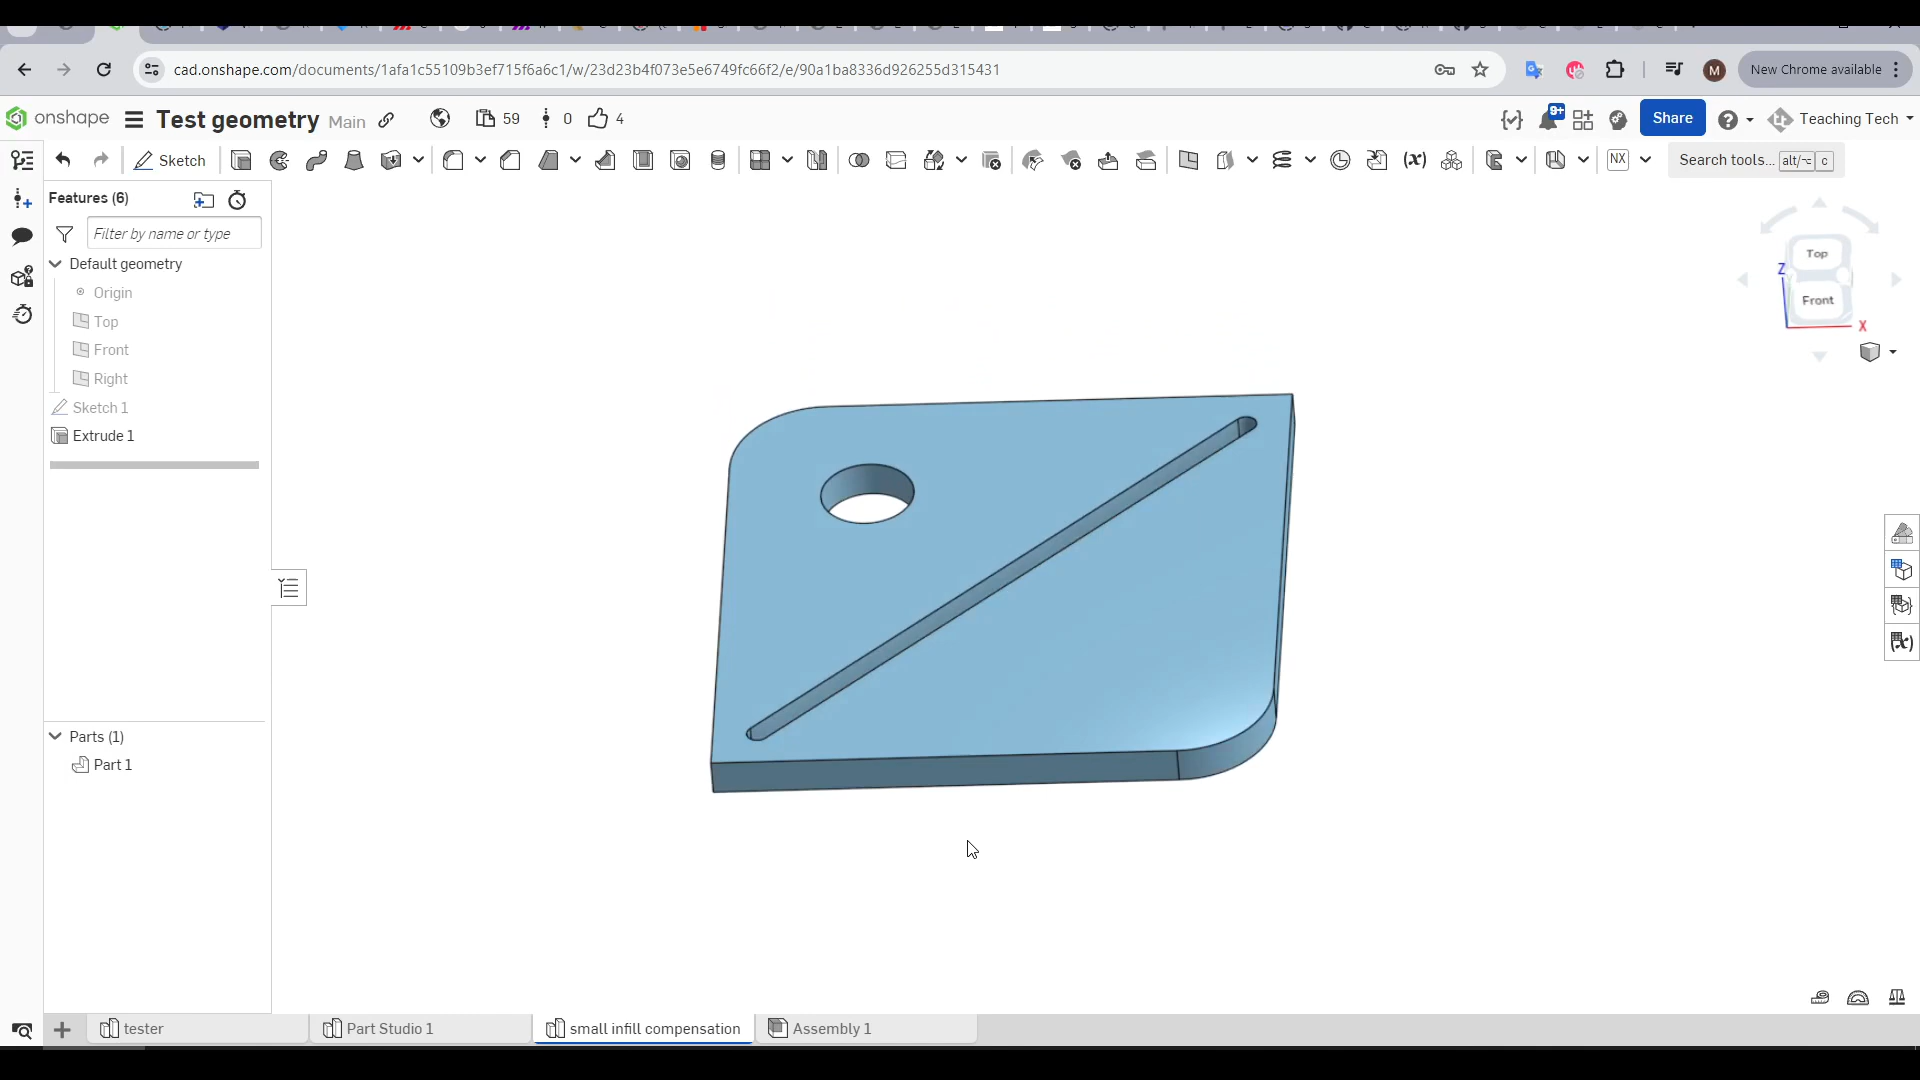 cad.onshape.com/documents/1afa1c55109b3ef715f6a6c1/w/23d23b4f073e5e6749fc66f2/e/90a1ba8336d926255d315431
M
New Chrome available
onshape
Test geometry Main
59
0
4
9+
Share
Teaching Tech
Sketch
(x)
NX
Search tools... alt/⌥ c
Features (6)
Filter by name or type
Default geometry
Origin
Top
Front
Right
Sketch 1
Extrude 1
Top
Z
Front
X
(x)
Parts (1)
Part 1
tester
Part Studio 1
small infill compensation
Assembly 1